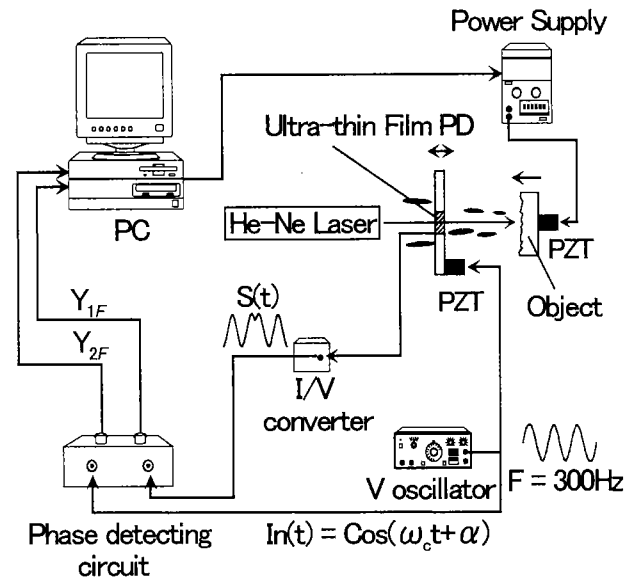 Power Supply
Ultra-thin Film PD
He-Ne Laser
PC
PZT
Object
PZT
S(t)
Y1F
Y2F
I/V
converter
V oscillator
F = 300Hz
Phase detecting
circuit
In(t) = Cos(ωct+α)